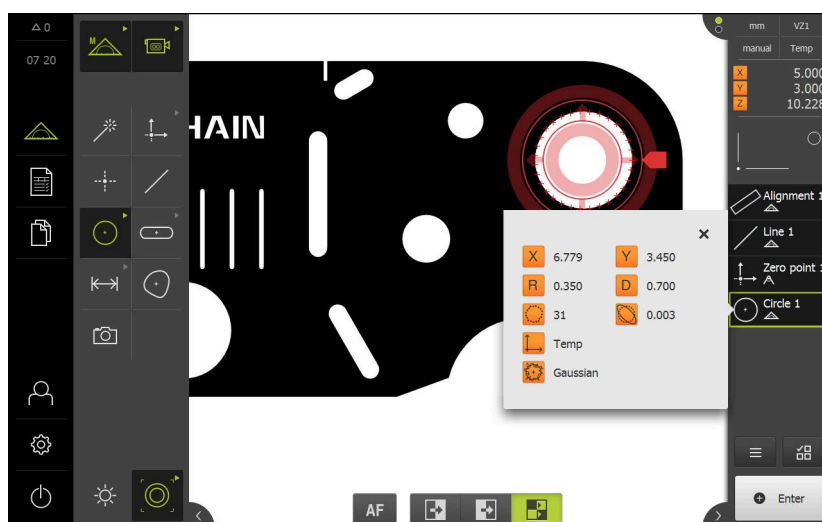 0
07 20
M
HAIN
mm VZ1
manual Temp
X 5.000
Y 3.000
Z 10.228
Alignment 1
Line 1
Zero point 1
Circle 1
X 6.779 Y 3.450
R 0.350 D 0.700
31 0.003
Temp
Gaussian
AF
Enter